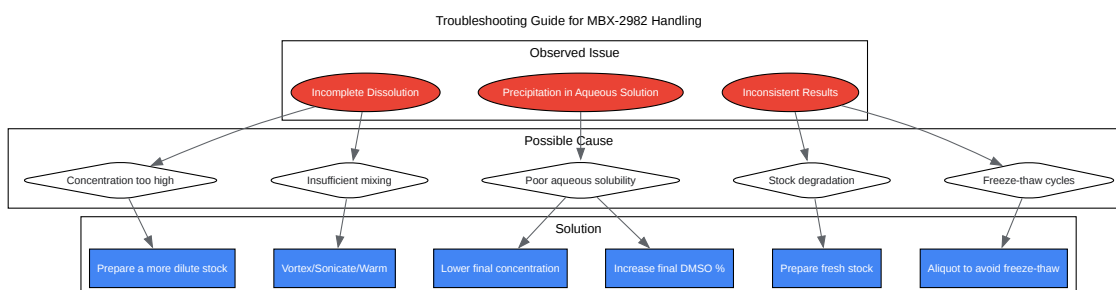 Troubleshooting Guide for MBX-2982 Handling
Observed Issue
Incomplete Dissolution
Precipitation in Aqueous Solution
Inconsistent Results
Possible Cause
Concentration too high
Insufficient mixing
Poor aqueous solubility
Stock degradation
Freeze-thaw cycles
Solution
Prepare a more dilute stock
Vortex/Sonicate/Warm
Lower final concentration
Increase final DMSO %
Prepare fresh stock
Aliquot to avoid freeze-thaw